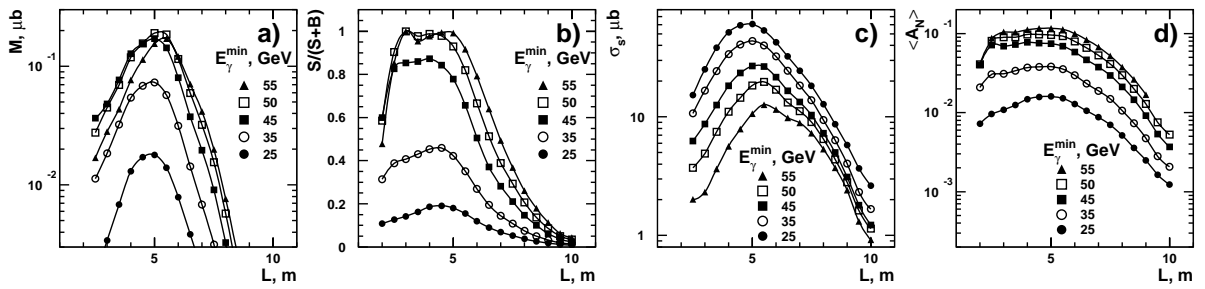 M, μb
10⁻¹
10⁻²
5
10
L, m
a)
E_γ^min, GeV
55
50
45
35
25
S/(S+B)
1
0.8
0.6
0.4
0.2
0
5
10
L, m
b)
E_γ^min, GeV
55
50
45
35
25
σ_s, μb
10
1
5
10
L, m
c)
E_γ^min, GeV
55
50
45
35
25
⟨A_N⟩
10⁻¹
10⁻²
10⁻³
5
10
L, m
d)
E_γ^min, GeV
55
50
45
35
25